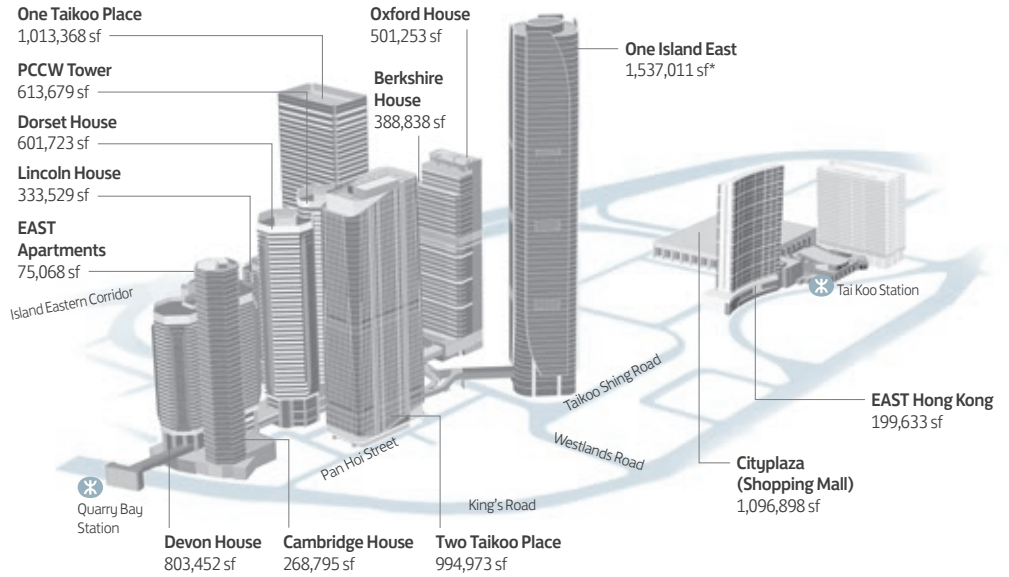 One Taikoo Place
1,013,368 sf
PCCW Tower
613,679 sf
Dorset House
601,723 sf
Lincoln House
333,529 sf
EAST
Apartments
75,068 sf
Island Eastern Corridor
Oxford House
501,253 sf
Berkshire
House
388,838 sf
One Island East
1,537,011 sf*
Tai Koo Station
EAST Hong Kong
199,633 sf
Cityplaza
(Shopping Mall)
1,096,898 sf
Taikoo Shing Road
Westlands Road
Pan Hoi Street
King's Road
Quarry Bay
Station
Devon House
803,452 sf
Cambridge House
268,795 sf
Two Taikoo Place
994,973 sf